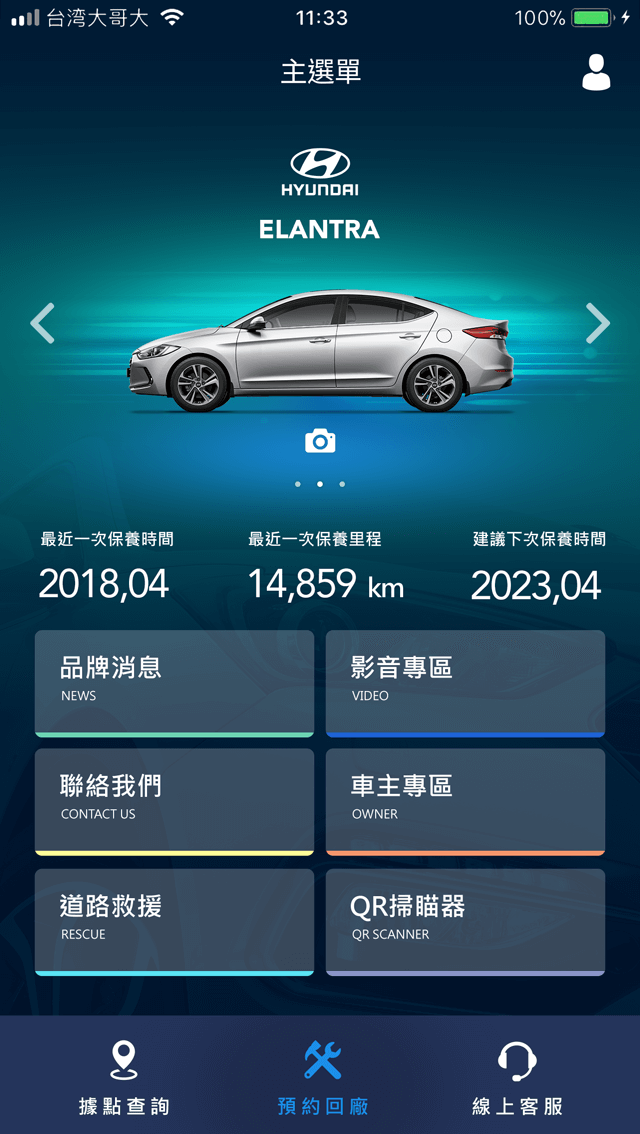 台湾大哥大
11:33
100%
主選單
HYUNDAI
ELANTRA
最近一次保養時間
最近一次保養里程
建議下次保養時間
2018,04
14,859 km
2023,04
品牌消息
NEWS
影音專區
VIDEO
聯絡我們
CONTACT US
車主專區
OWNER
道路救援
RESCUE
QR掃瞄器
QR SCANNER
據點查詢
預約回廠
線上客服